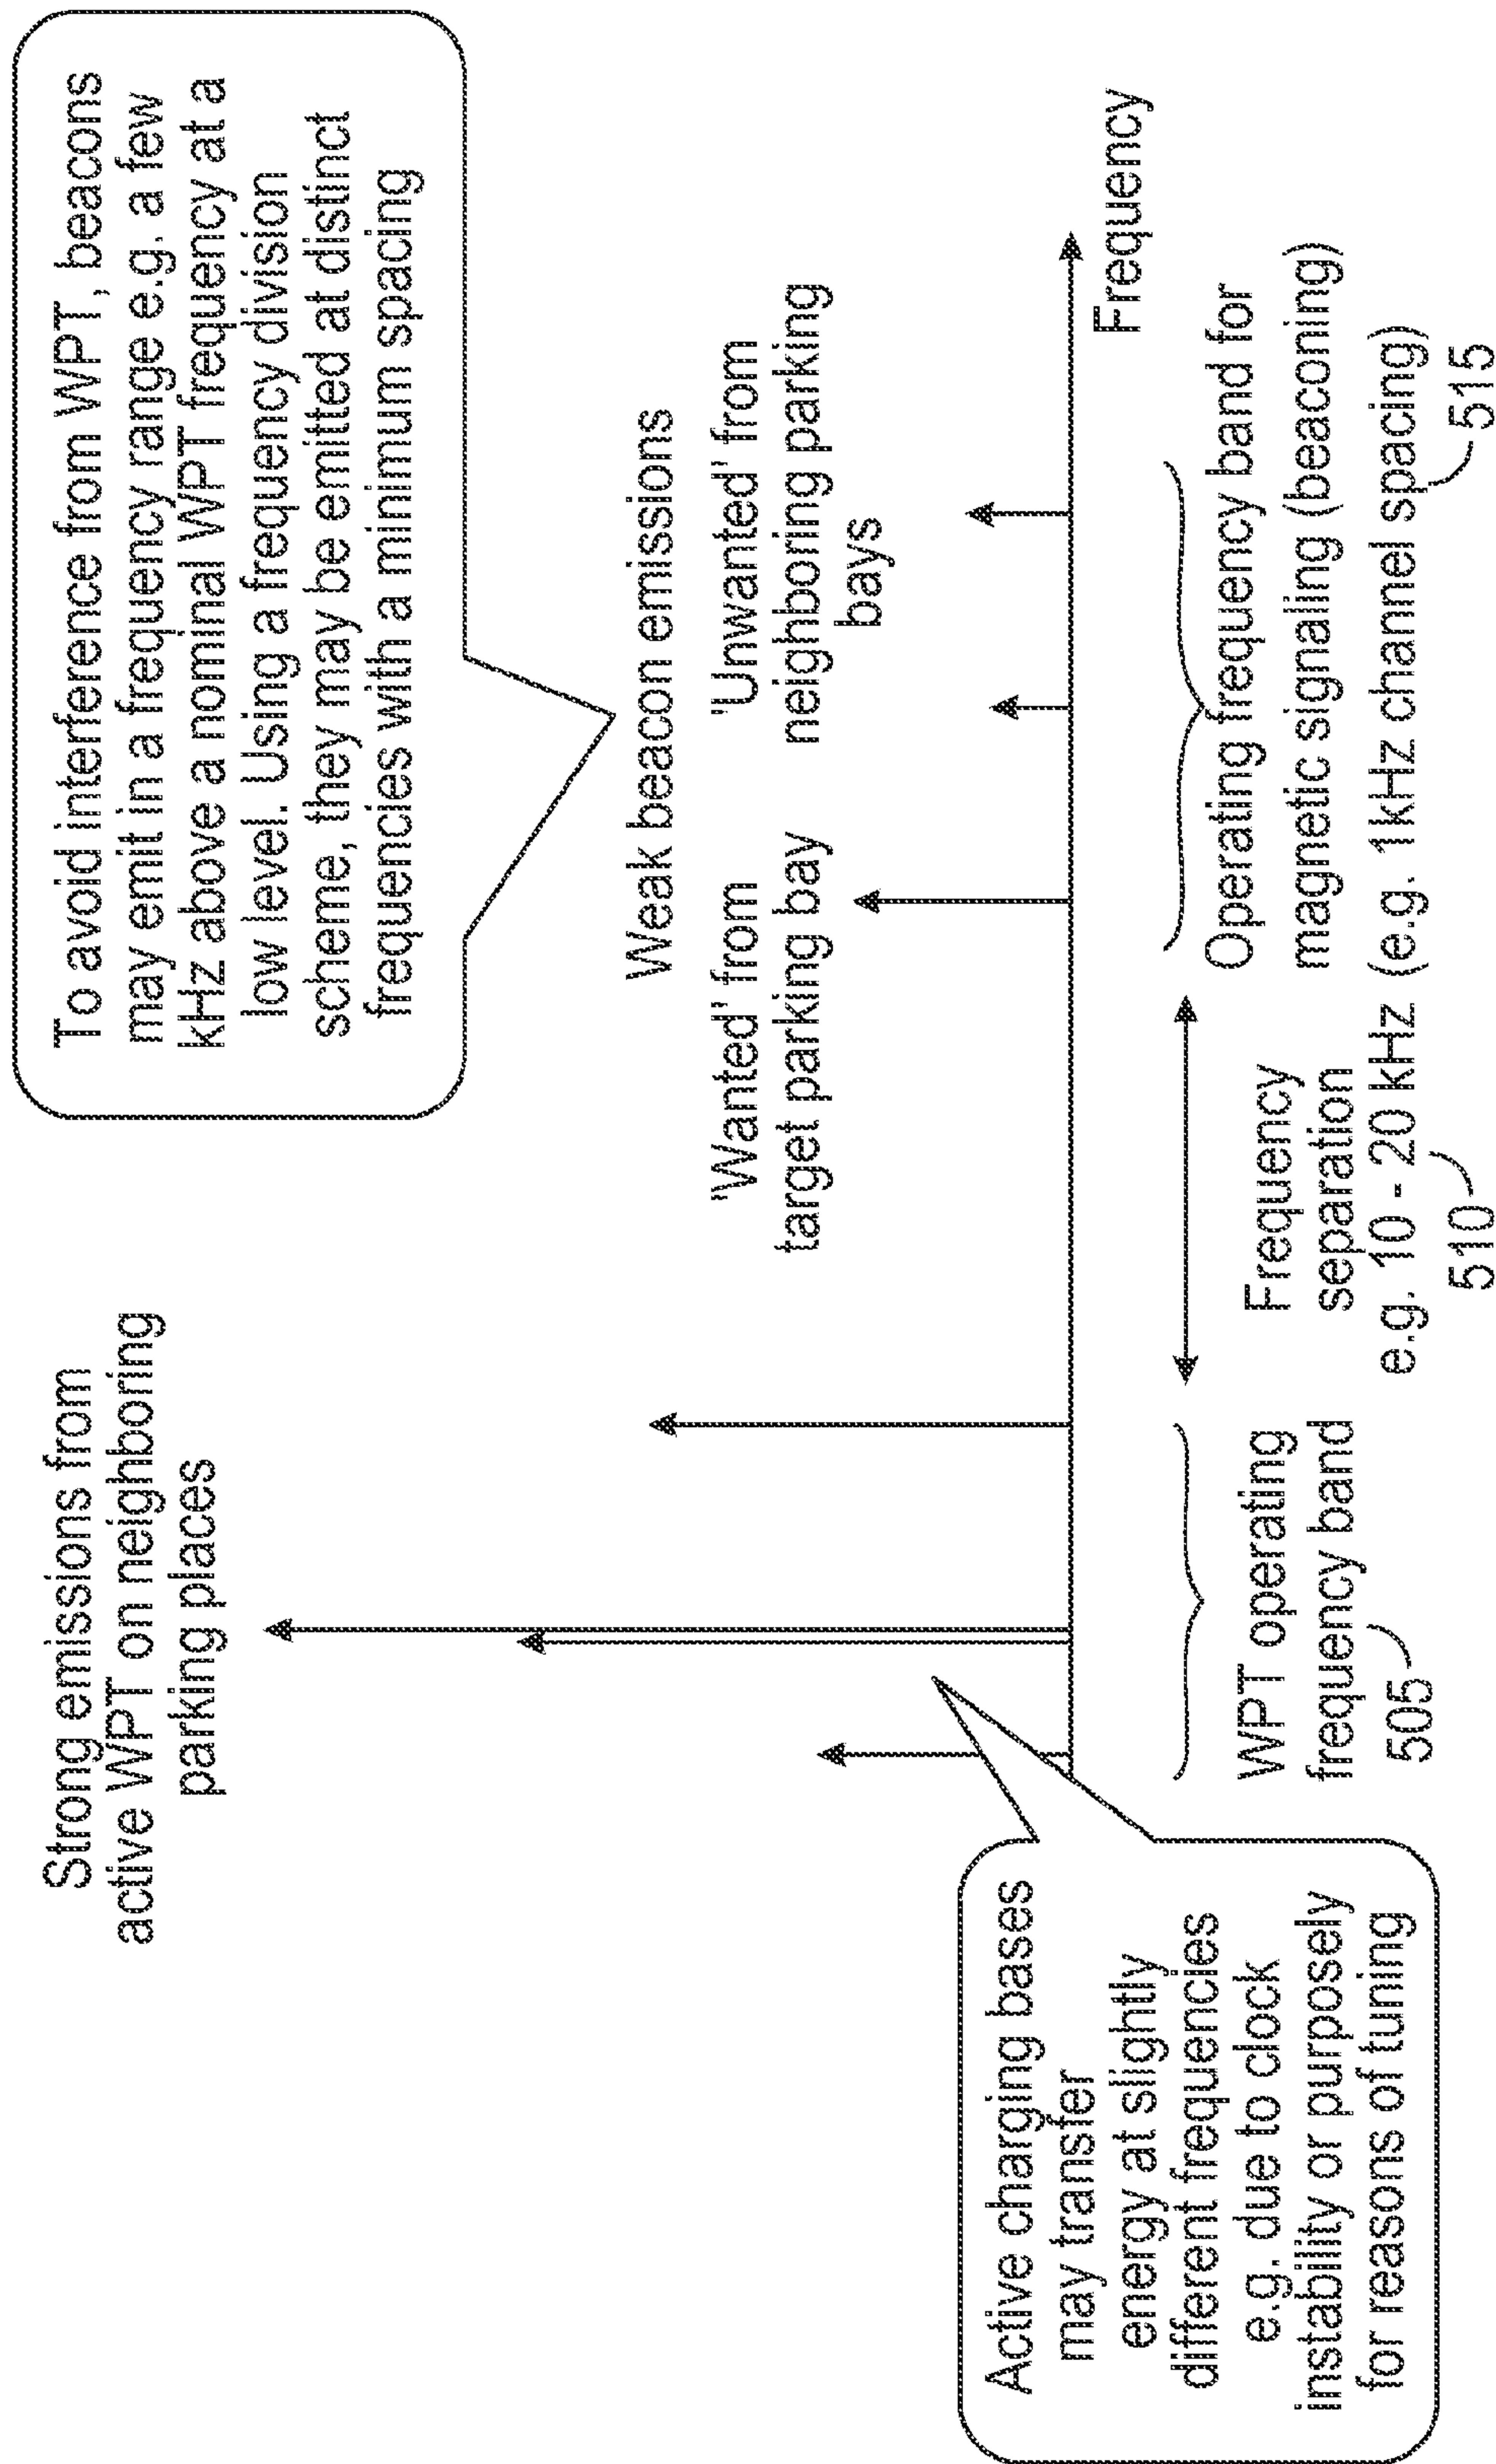 Strong emissions from
active WPT on neighboring
parking places
To avoid interference from WPT, beacons
may emit in a frequency range e.g. a few
kHz above a nominal WPT frequency at a
low level. Using a frequency division
scheme, they may be emitted at distinct
frequencies with a minimum spacing
Weak beacon emissions
'Wanted' from
target parking bay
'Unwanted' from
neighboring parking
bays
Active charging bases
may transfer
energy at slightly
different frequencies
e.g. due to clock
instability or purposely
for reasons of tuning
Frequency
WPT operating
frequency band
505
Frequency
separation
e.g. 10 - 20 kHz
510
Operating frequency band for
magnetic signaling (beaconing)
(e.g. 1kHz channel spacing)
515